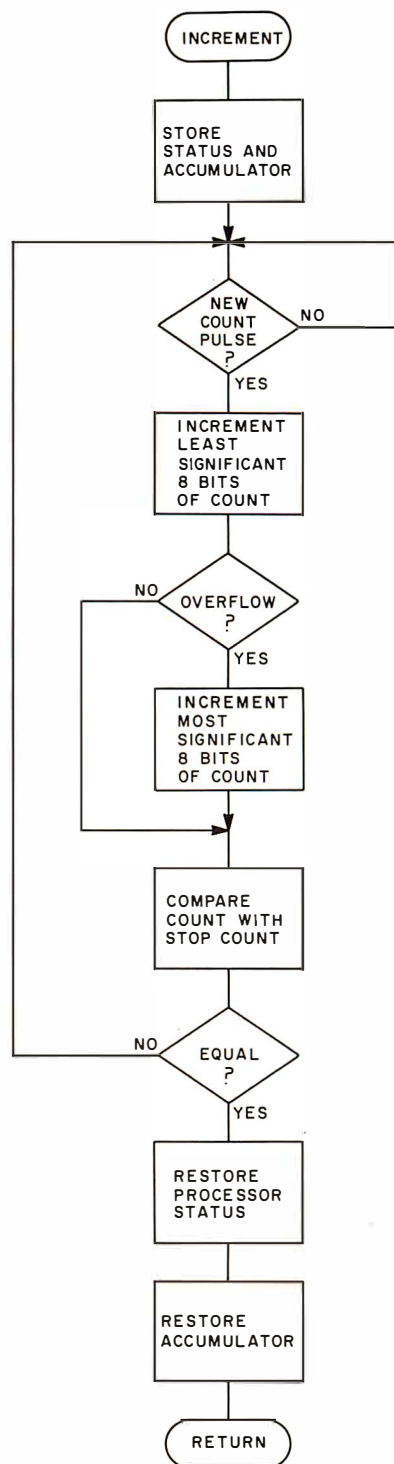 INCREMENT
STORE
STATUS AND
ACCUMULATOR
NEW
COUNT
PULSE
?
NO
YES
INCREMENT
LEAST
SIGNIFICANT
8 BITS
OF COUNT
NO
OVERFLOW
?
YES
INCREMENT
MOST
SIGNIFICANT
8 BITS
OF COUNT
COMPARE
COUNT WITH
STOP COUNT
NO
EQUAL
?
YES
RESTORE
PROCESSOR
STATUS
RESTORE
ACCUMULATOR
RETURN